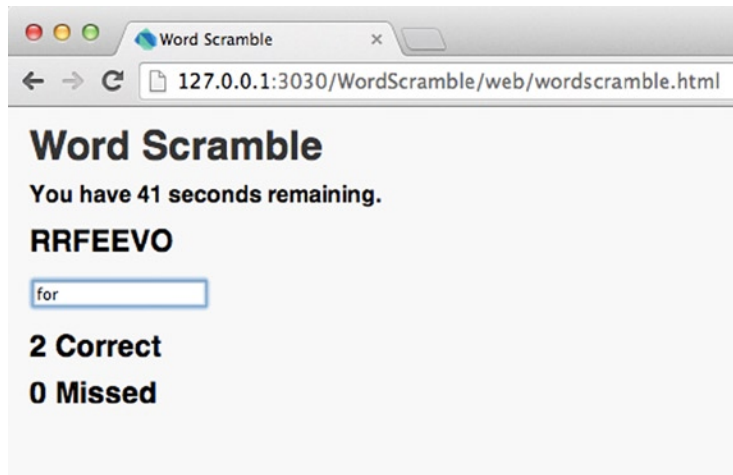 Word Scramble
127.0.0.1:3030/WordScramble/web/wordscramble.html
Word Scramble
You have 41 seconds remaining.
RRFEEVO
for
2 Correct
0 Missed